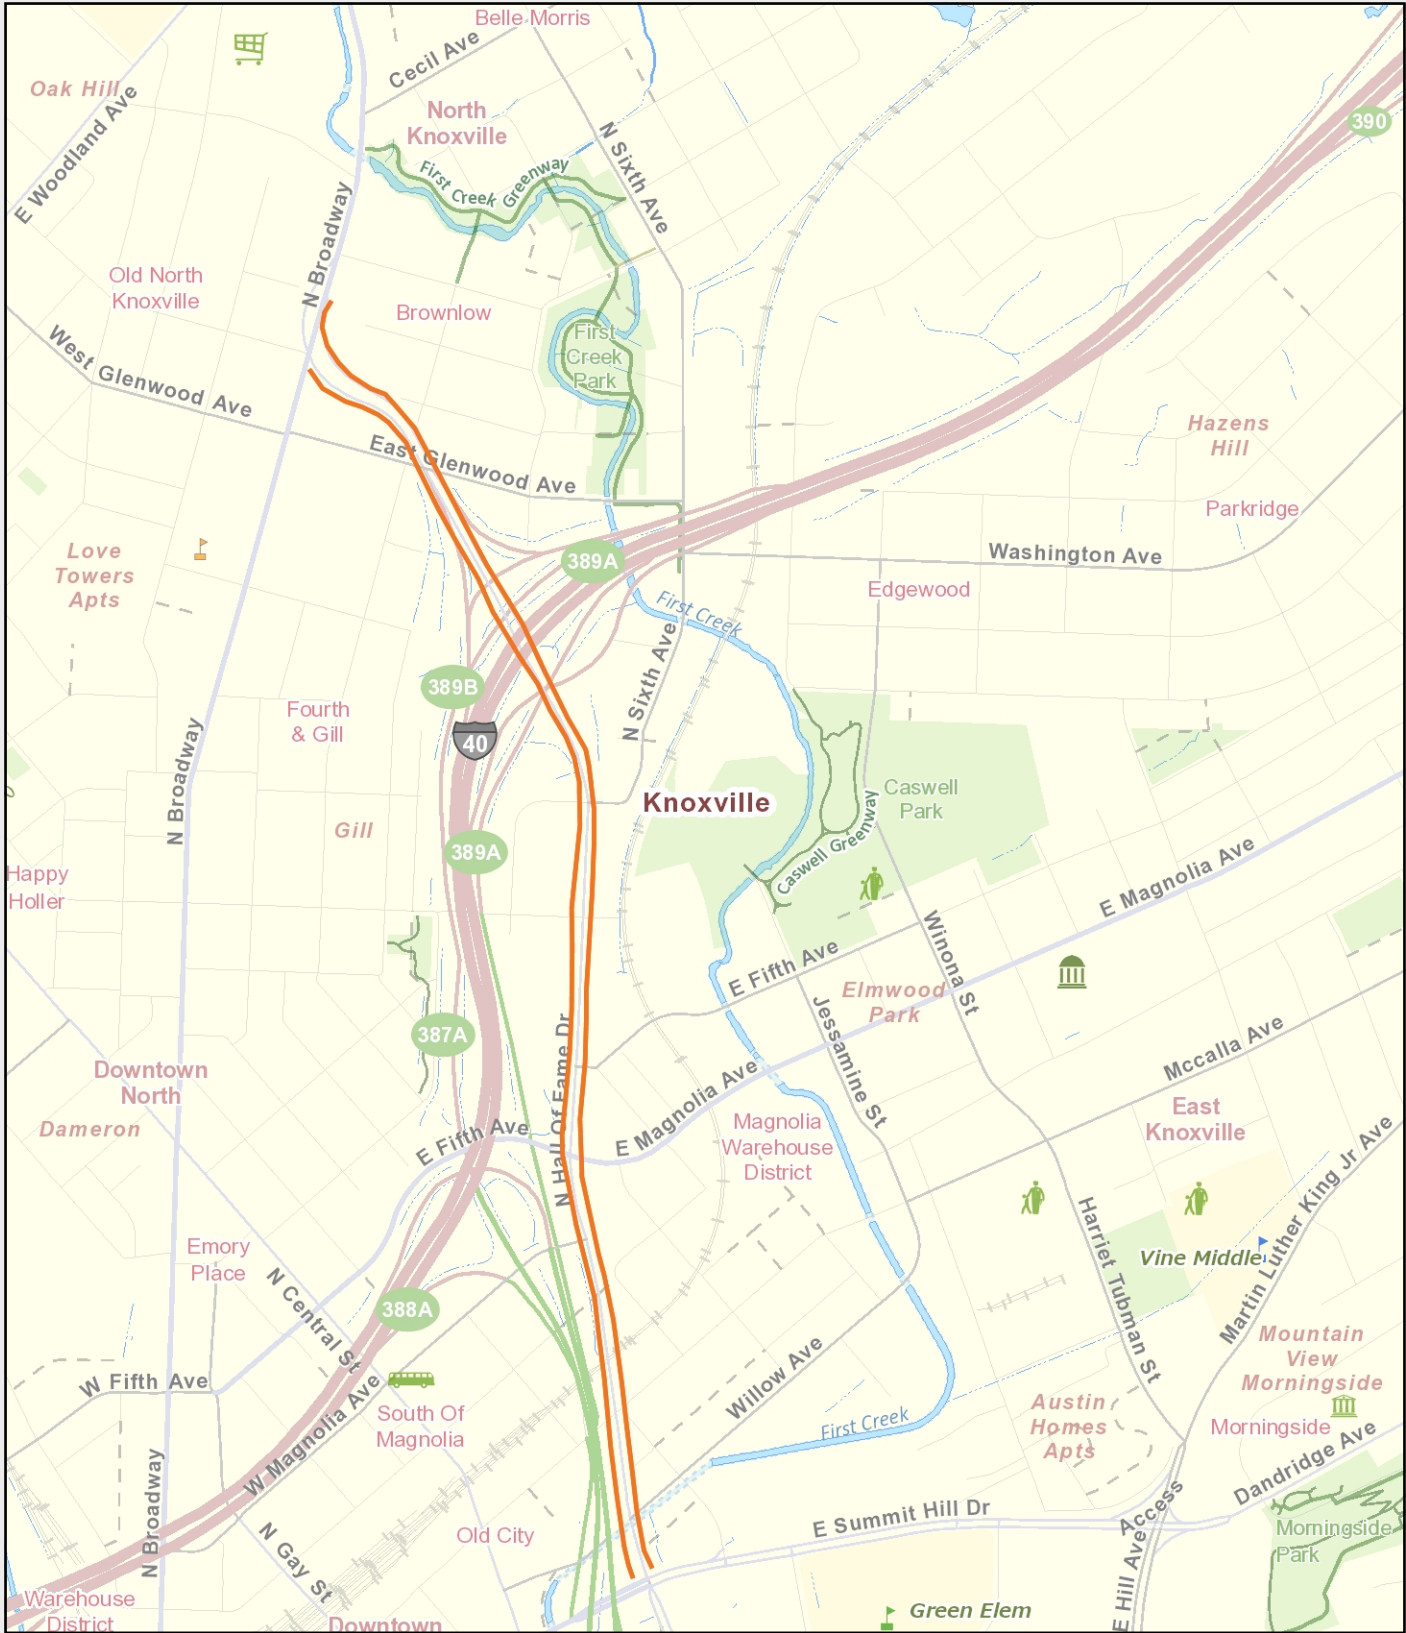 Belle Morris
Cecil Ave
Oak Hill
E Woodland Ave
North
Knoxville
N Sixth Ave
390
First Creek Greenway
N Broadway
Old North
Knoxville
Brownlow
First
Creek
Park
West Glenwood Ave
East Glenwood Ave
Hazens
Hill
Parkridge
Love
Towers
Apts
389A
Washington Ave
Edgewood
First Creek
N Sixth Ave
389B
Fourth
& Gill
40
N Broadway
Knoxville
Caswell
Park
Gill
389A
Caswell Greenway
Happy
Holler
E Magnolia Ave
Winona St
E Fifth Ave
Elmwood
Park
Jessamine St
387A
N Hall Of Fame Dr
Mccalla Ave
Downtown
North
E Magnolia Ave
Dameron
E Fifth Ave
Magnolia
Warehouse
District
East
Knoxville
Martin Luther King Jr Ave
Harriet Tubman St
Emory
Place
Vine Middle
N Central St
388A
Mountain
View
Morningside
W Fifth Ave
W Magnolia Ave
South Of
Magnolia
Willow Ave
First Creek
Austin
Homes
Apts
Morningside
Dandridge Ave
N Broadway
N Gay St
Old City
E Summit Hill Dr
Access
Morningside
Park
E Hill Ave
Warehouse
District
Downtown
Green Elem